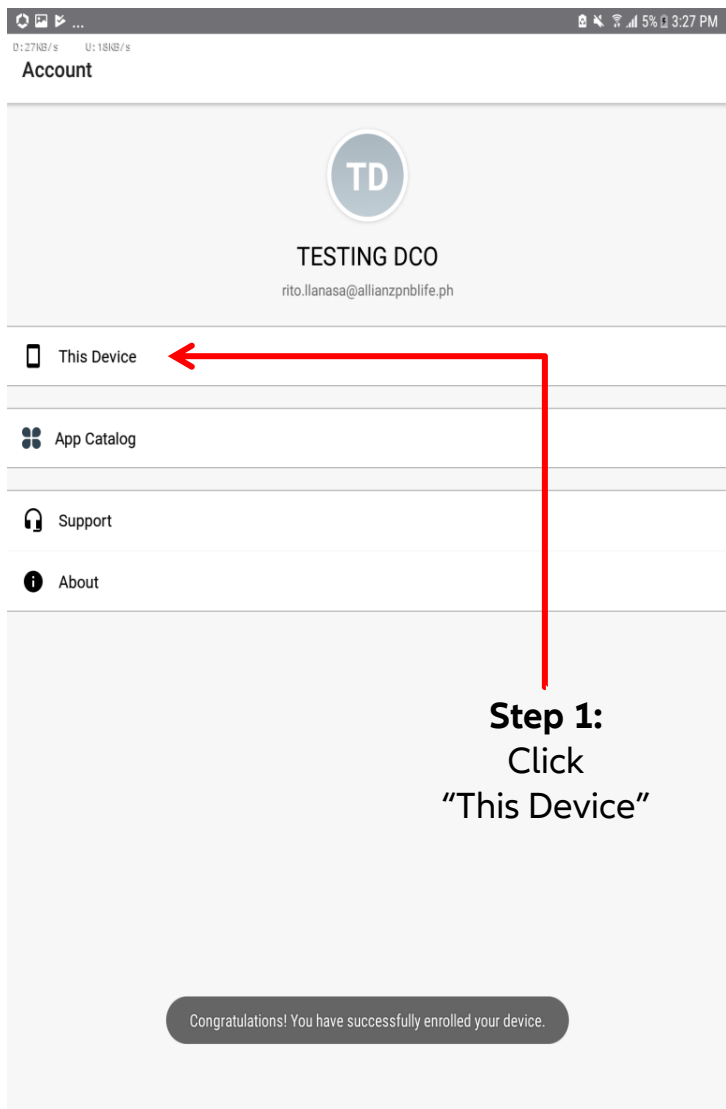 ... 5% 3:27 PM
D:27KB/s U:18KB/s
Account
TD
TESTING DCO
rito.llanasa@allianzpnblife.ph
This Device
App Catalog
Support
About
Step 1:
Click
“This Device”
Congratulations! You have successfully enrolled your device.